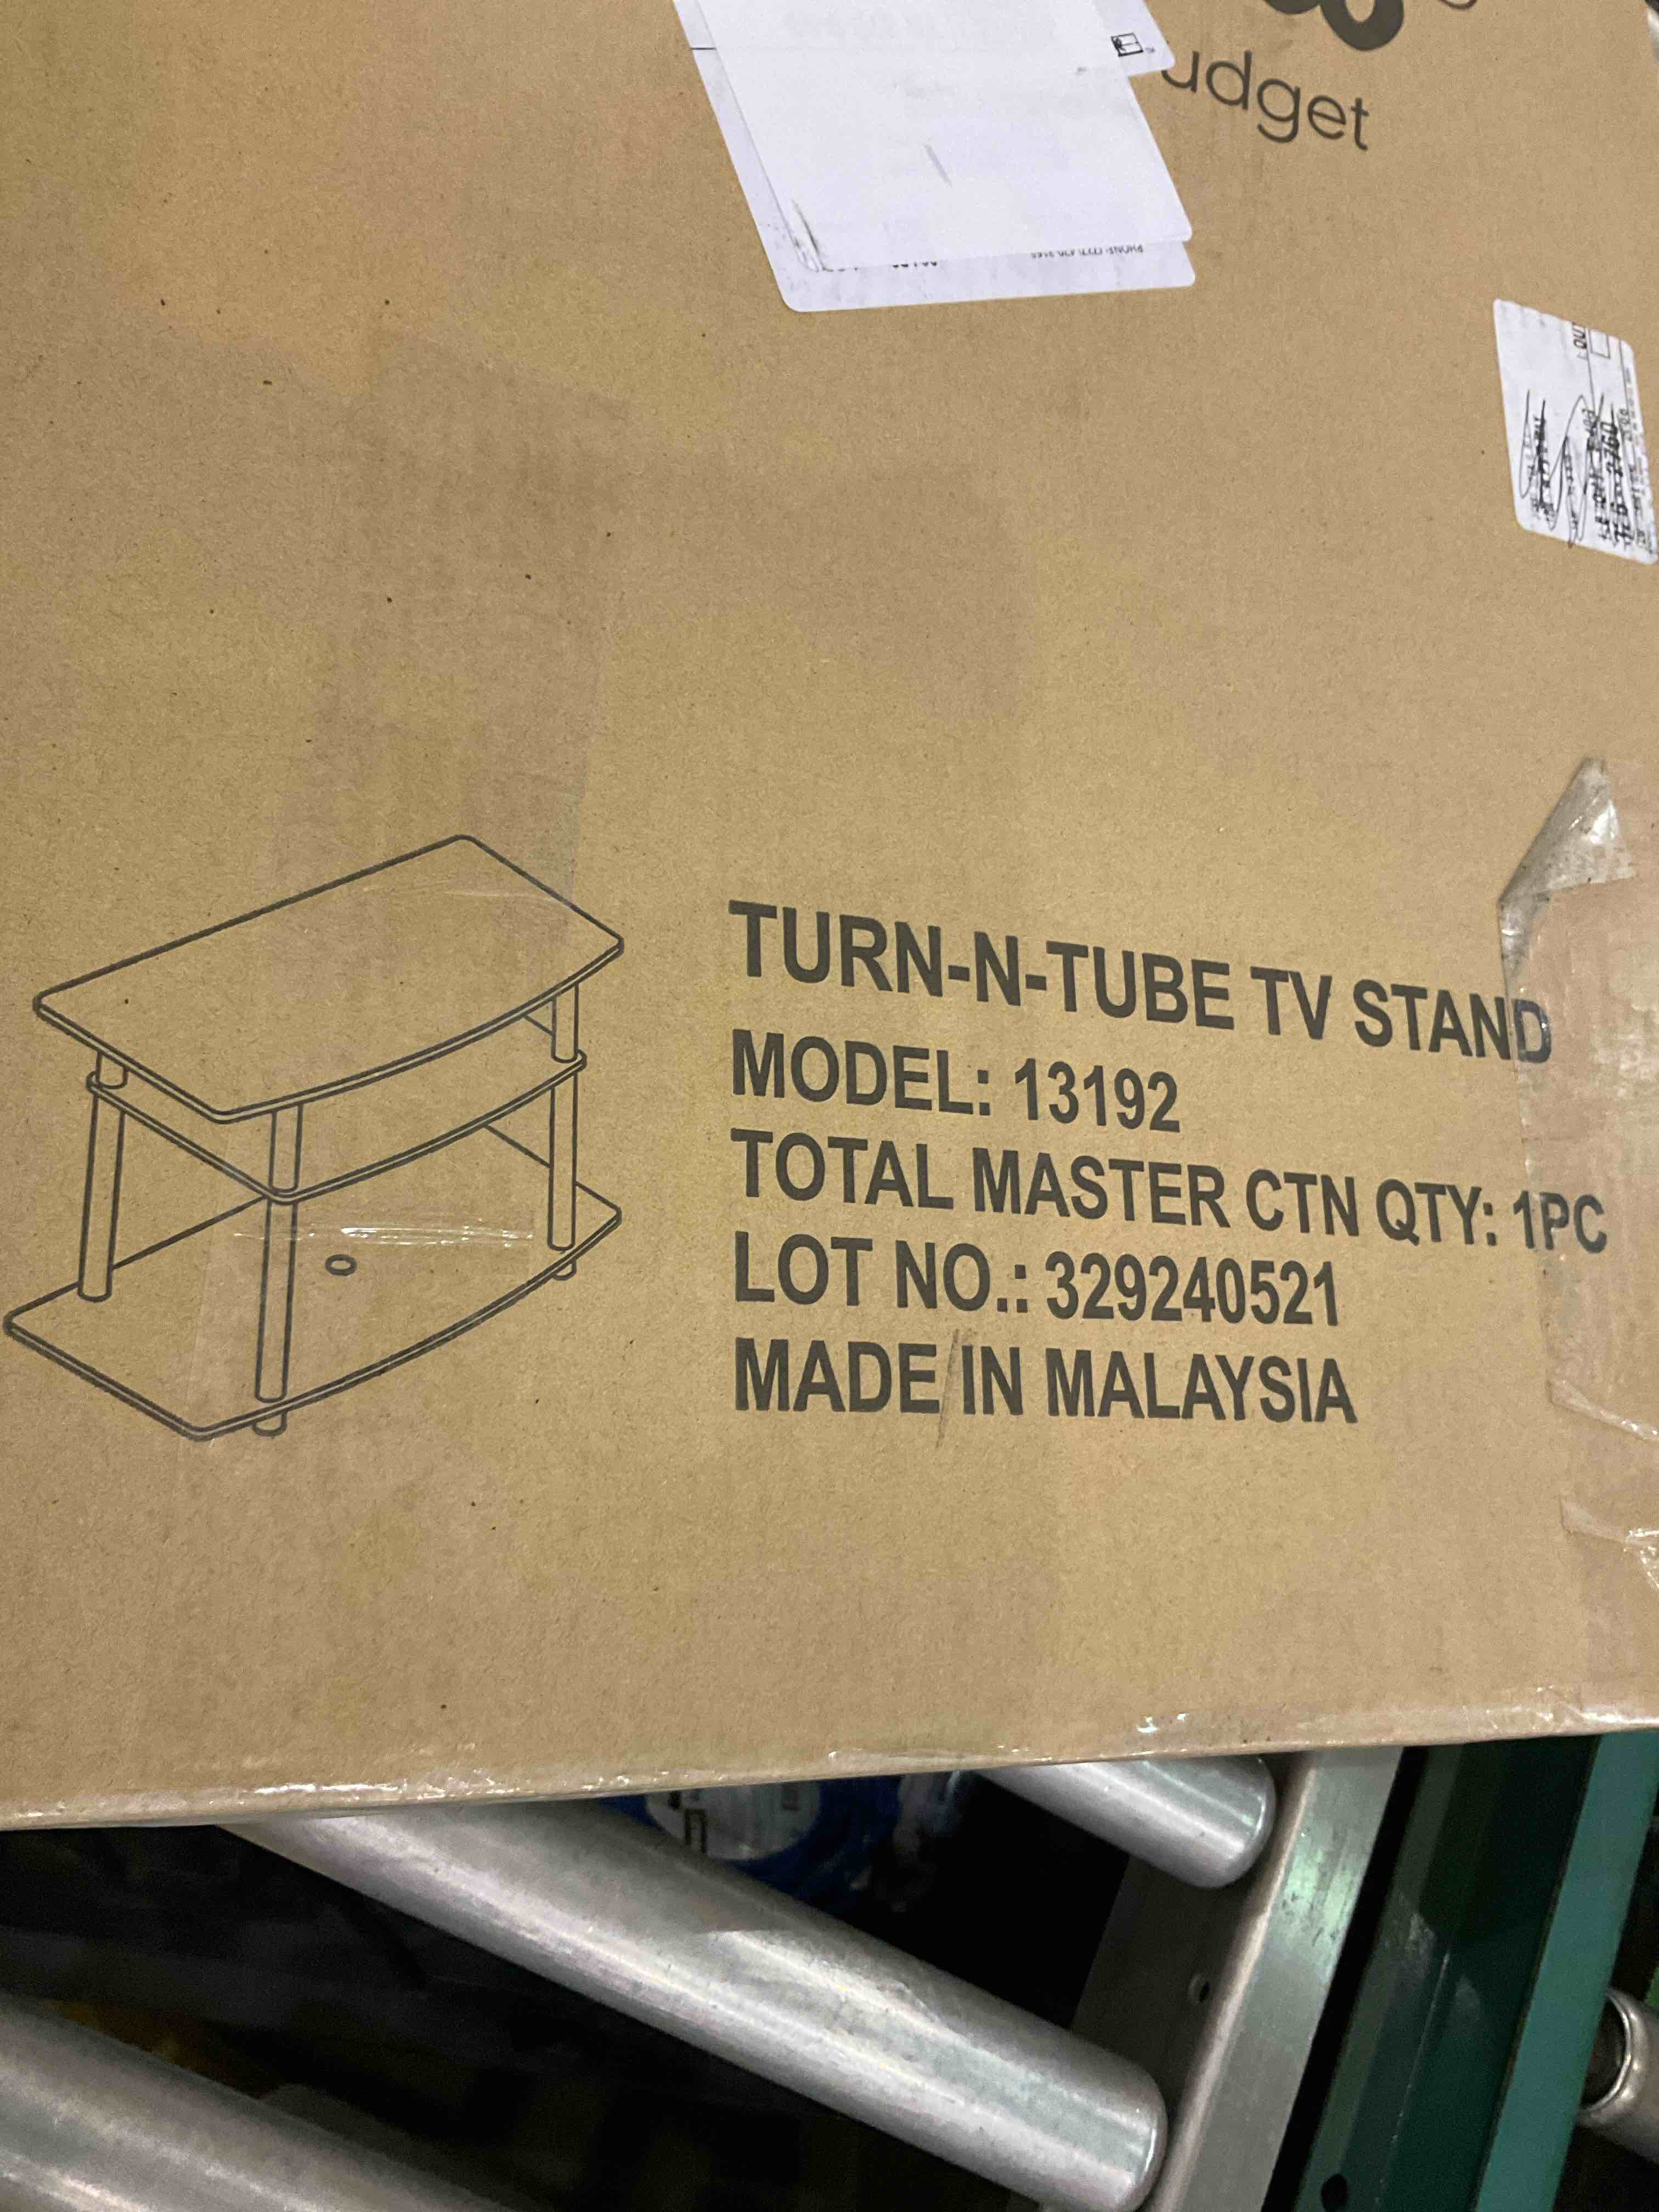 udget
TURN-N-TUBE TV STAND
MODEL: 13192
TOTAL MASTER CTN QTY: 1PC
LOT NO.: 329240521
MADE IN MALAYSIA